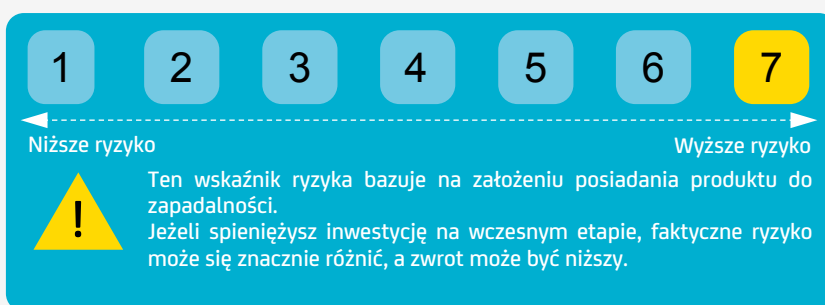 1 2 3 4 5 6 7
Niższe ryzyko Wyższe ryzyko
! Ten wskaźnik ryzyka bazuje na założeniu posiadania produktu do
zapadalności.
Jeżeli spieniężysz inwestycję na wczesnym etapie, faktyczne ryzyko
może się znacznie różnić, a zwrot może być niższy.